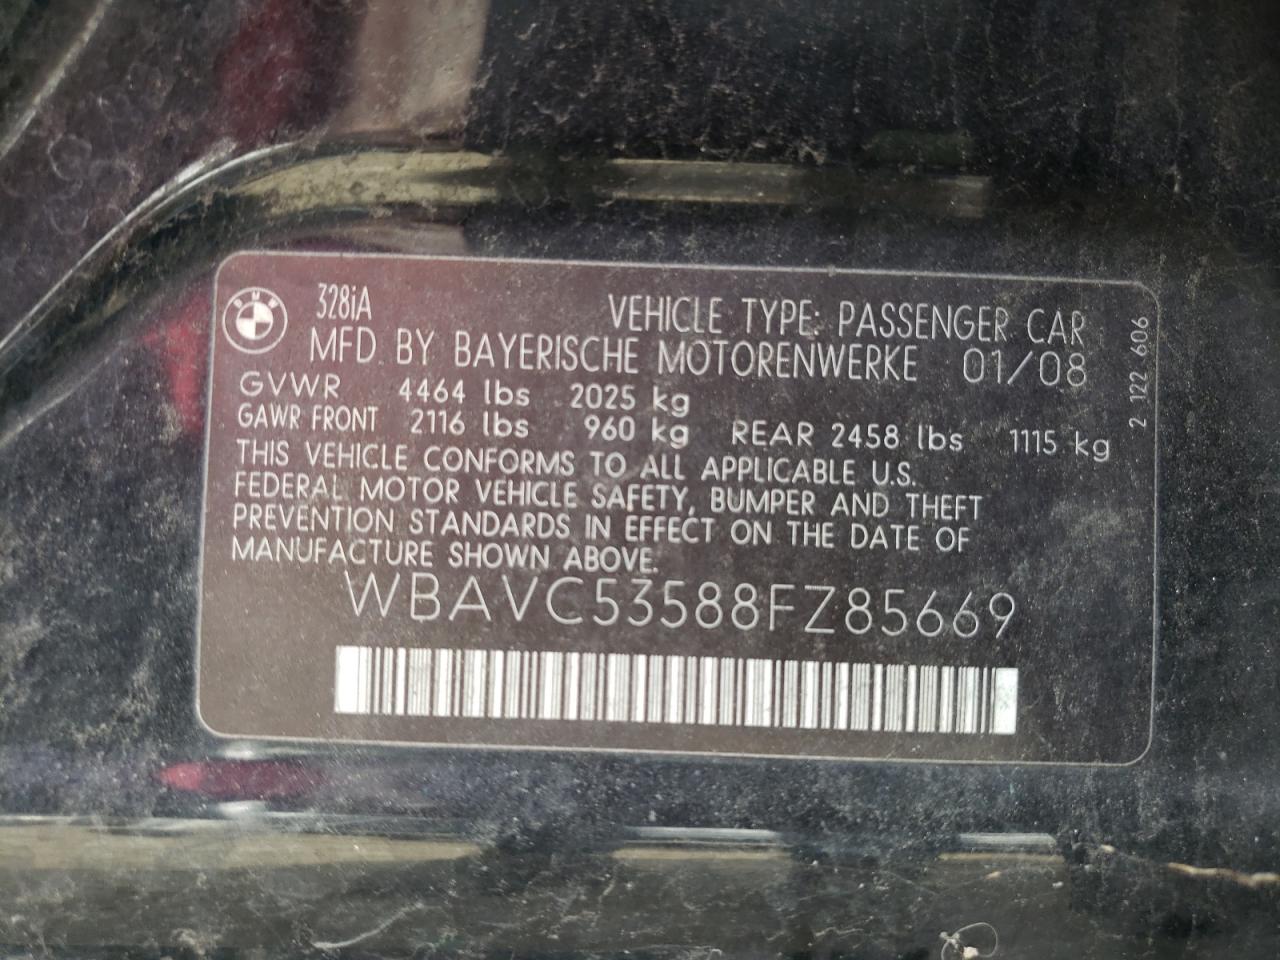 BMW
328iA
VEHICLE TYPE: PASSENGER CAR
MFD. BY BAYERISCHE MOTORENWERKE 01/08
GVWR 4464 lbs 2025 kg
GAWR FRONT 2116 lbs 960 kg REAR 2458 lbs 1115 kg
THIS VEHICLE CONFORMS TO ALL APPLICABLE U.S.
FEDERAL MOTOR VEHICLE SAFETY, BUMPER AND THEFT
PREVENTION STANDARDS IN EFFECT ON THE DATE OF
MANUFACTURE SHOWN ABOVE.
WBAVC53588FZ85669
2 122 606